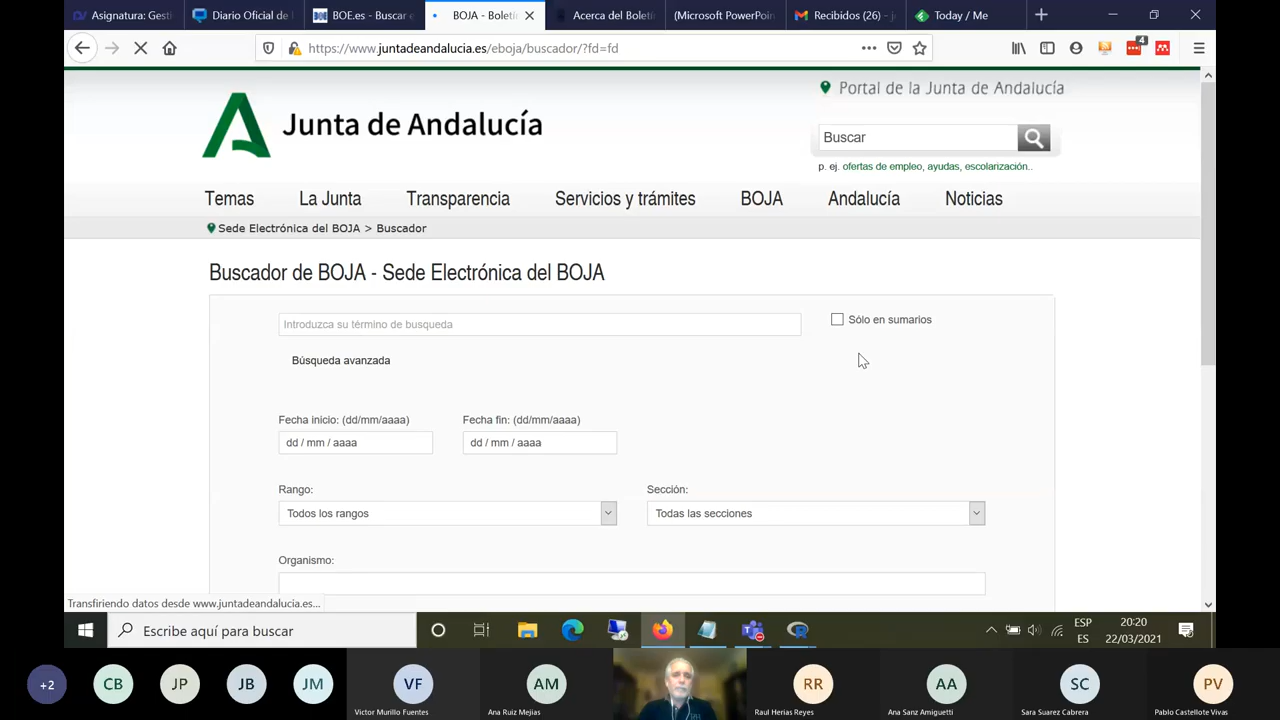 Asignatura: Gesti
Diario Oficial de
BOE.es - Buscar
BOJA - Boletí
Acerca del Boletí
(Microsoft PowerPoin
Recibidos (26) -
Today / Me
https://www.juntadeandalucia.es/eboja/buscador/?fd=fd
4
Portal de la Junta de Andalucía
Junta de Andalucía
Buscar
p. ej. ofertas de empleo, ayudas, escolarización..
Temas
La Junta
Transparencia
Servicios y trámites
BOJA
Andalucía
Noticias
Sede Electrónica del BOJA > Buscador
Buscador de BOJA - Sede Electrónica del BOJA
Introduzca su término de busqueda
Sólo en sumarios
Búsqueda avanzada
Fecha inicio: (dd/mm/aaaa)
Fecha fin: (dd/mm/aaaa)
dd / mm / aaaa
dd / mm / aaaa
Rango:
Sección:
Todos los rangos
Todas las secciones
Organismo:
Transfiriendo datos desde www.juntadeandalucia.es...
Escribe aquí para buscar
ESP
ES
20:20
22/03/2021
+2
CB
JP
JB
JM
VF
Victor Murillo Fuentes
AM
Ana Ruiz Mejias
RR
Raul Herias Reyes
AA
Ana Sanz Amiguetti
SC
Sara Suarez Cabrera
PV
Pablo Castellote Vivas